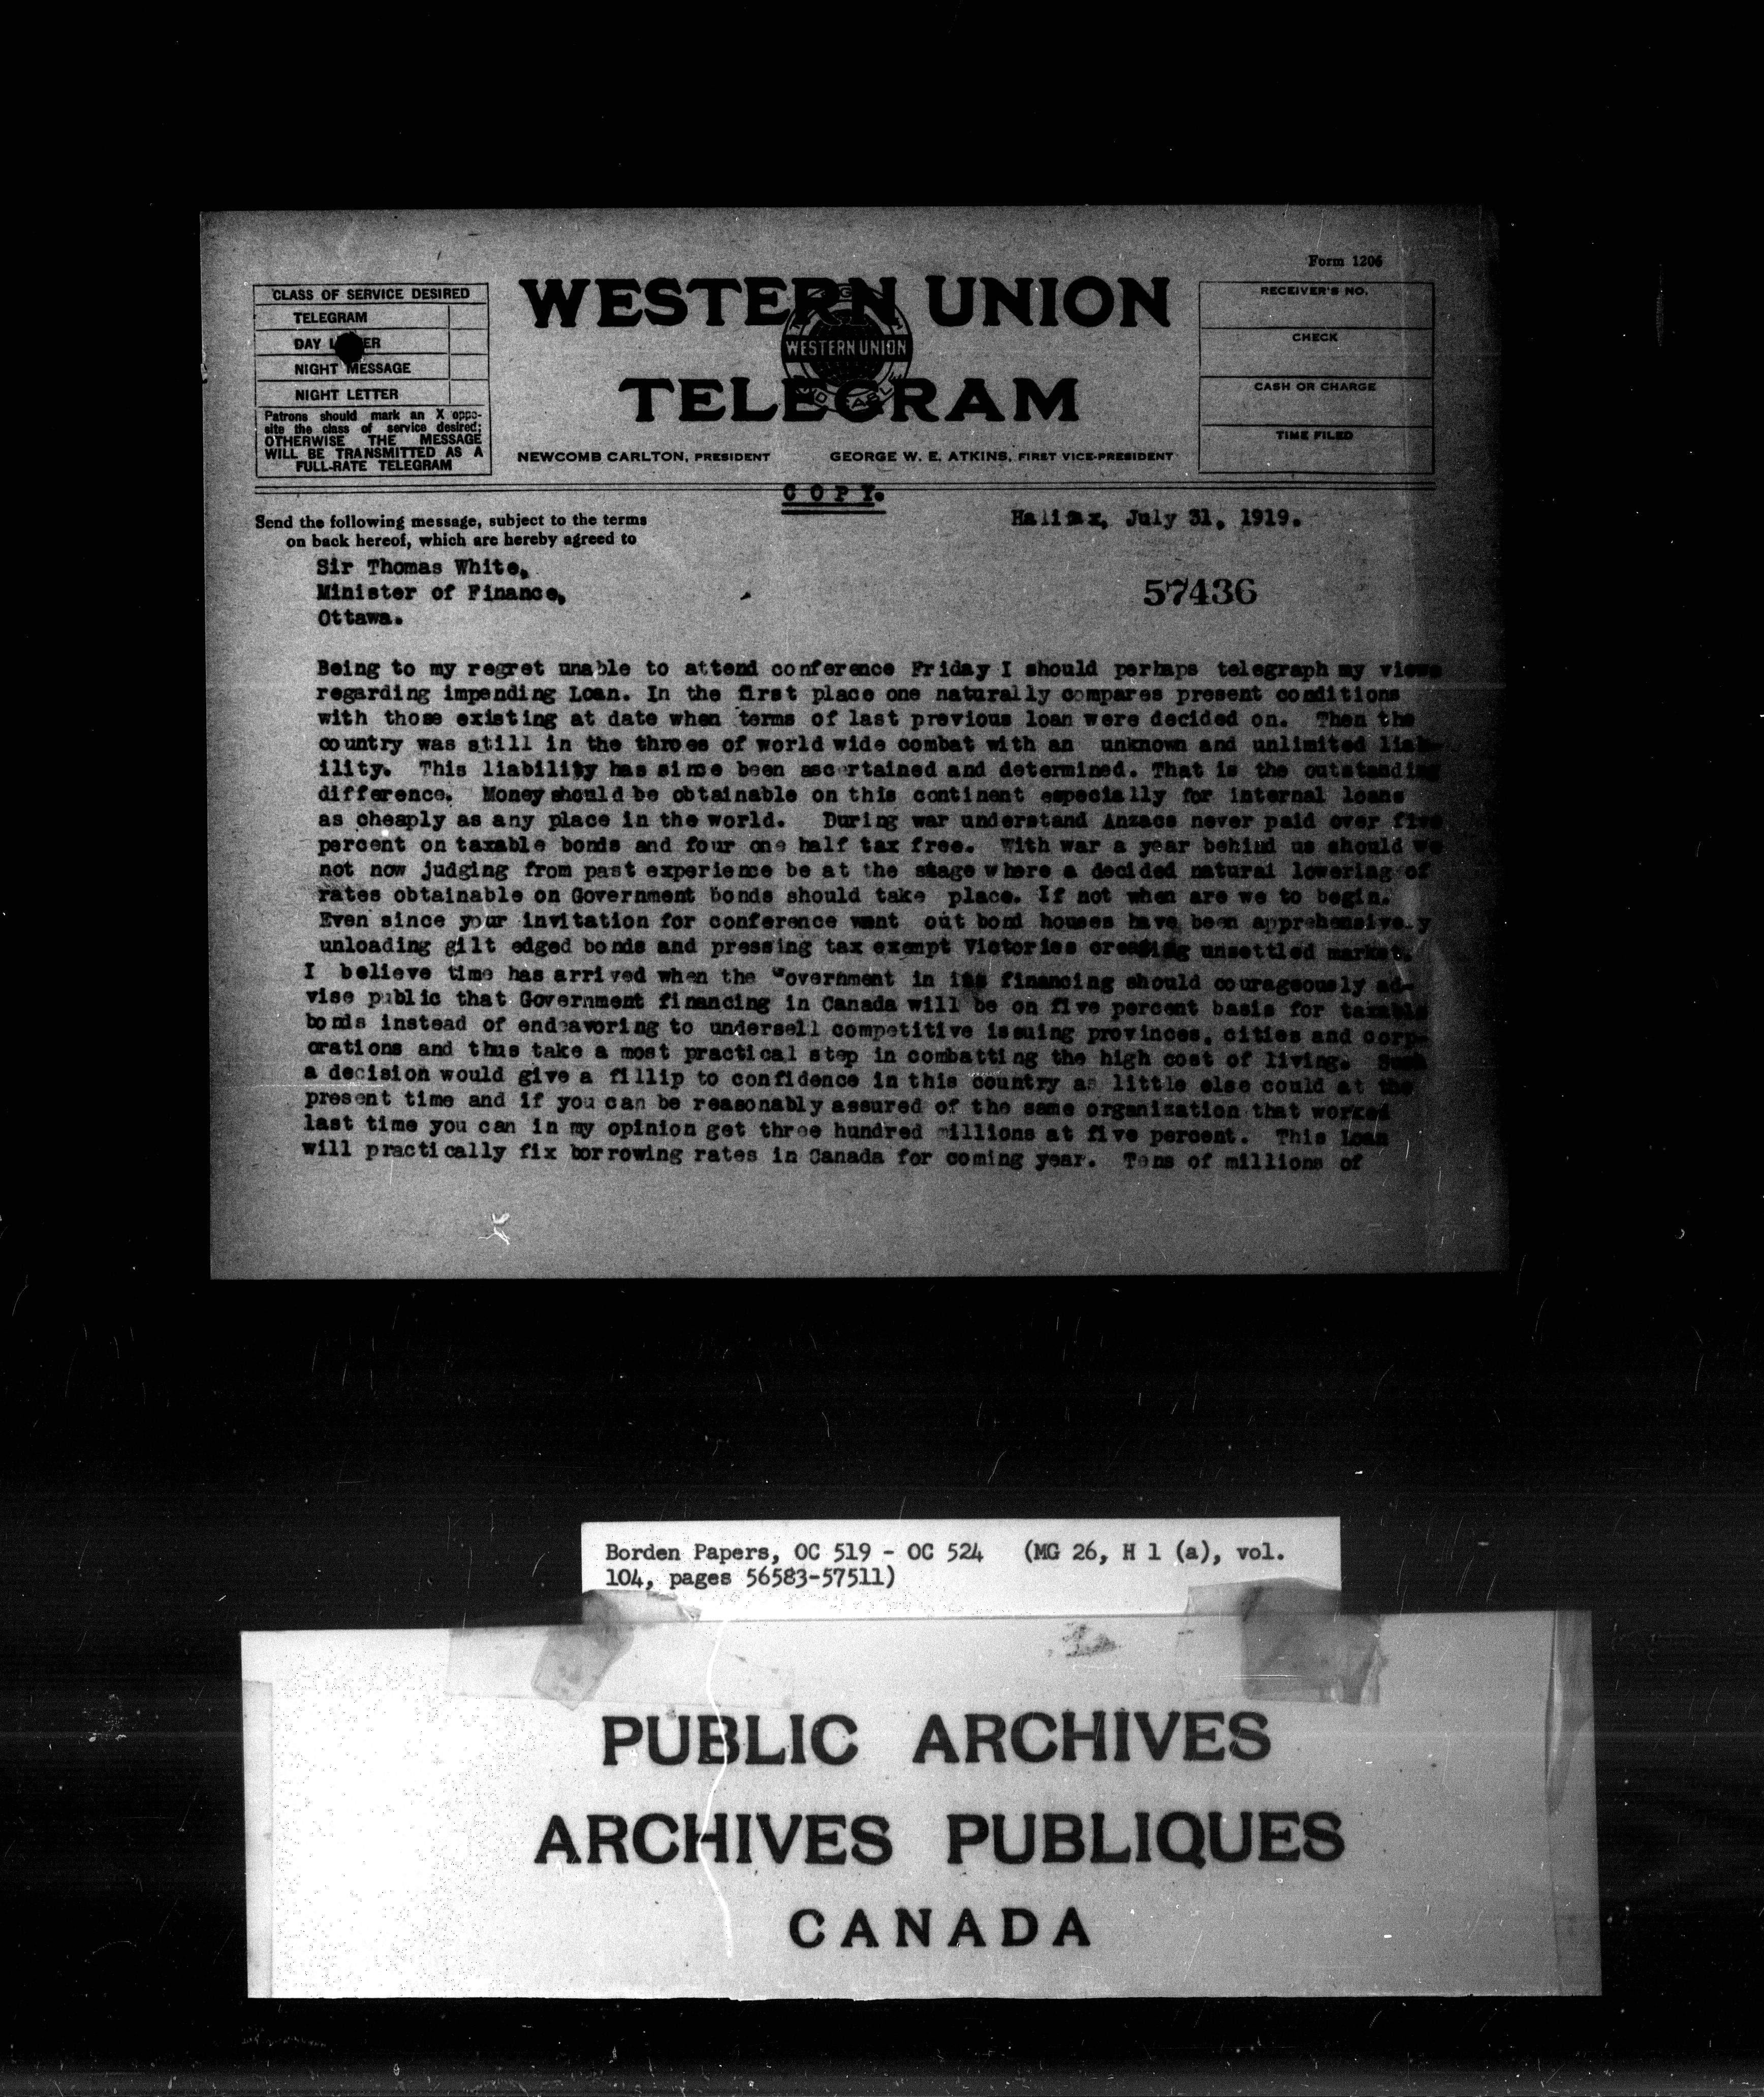 Form 1206
CLASS OF SERVICE DESIRED
TELEGRAM
DAY L ER
NIGHT MESSAGE
NIGHT LETTER
Patrons should mark an X oppo-
site the class of service desired;
OTHERWISE THE MESSAGE
WILL BE TRANSMITTED AS A
FULL-RATE TELEGRAM
WESTERN UNION
WESTERN UNION
TELEGRAM
NEWCOMB CARLTON, PRESIDENT GEORGE W. E. ATKINS, FIRST VICE-PRESIDENT
RECEIVER'S NO.
CHECK
CASH OR CHARGE
TIME FILED
COPY.
Send the following message, subject to the terms
on back hereof, which are hereby agreed to
Halifax, July 31, 1919.
Sir Thomas White,
Minister of Finance,
Ottawa.
57436
Being to my regret unable to attend conference Friday I should perhaps telegraph my views
regarding impending Loan. In the first place one naturally compares present conditions
with those existing at date when terms of last previous loan were decided on. Then the
country was still in the throes of world wide combat with an unknown and unlimited liab-
ility. This liability has since been ascertained and determined. That is the outstanding
difference. Money should be obtainable on this continent especially for internal loans
as cheaply as any place in the world. During war understand Anzacs never paid over five
percent on taxable bonds and four one half tax free. With war a year behind us should we
not now judging from past experience be at the stage where a decided natural lowering of
rates obtainable on Government bonds should take place. If not when are we to begin.
Even since your invitation for conference went out bond houses have been apprehensively
unloading gilt edged bonds and pressing tax exempt Victories creating unsettled market.
I believe time has arrived when the "overnment in its financing should courageously ad-
vise public that Government financing in Canada will be on five percent basis for taxable
bonds instead of endeavoring to undersell competitive issuing provinces, cities and corp-
orations and thus take a most practical step in combatting the high cost of living. Such
a decision would give a fillip to confidence in this country as little else could at the
present time and if you can be reasonably assured of the same organization that worked
last time you can in my opinion get three hundred millions at five percent. This Loan
will practically fix borrowing rates in Canada for coming year. Tens of millions of
Borden Papers, OC 519 - OC 524 (MG 26, H 1 (a), vol.
104, pages 56583-57511)
PUBLIC ARCHIVES
ARCHIVES PUBLIQUES
CANADA